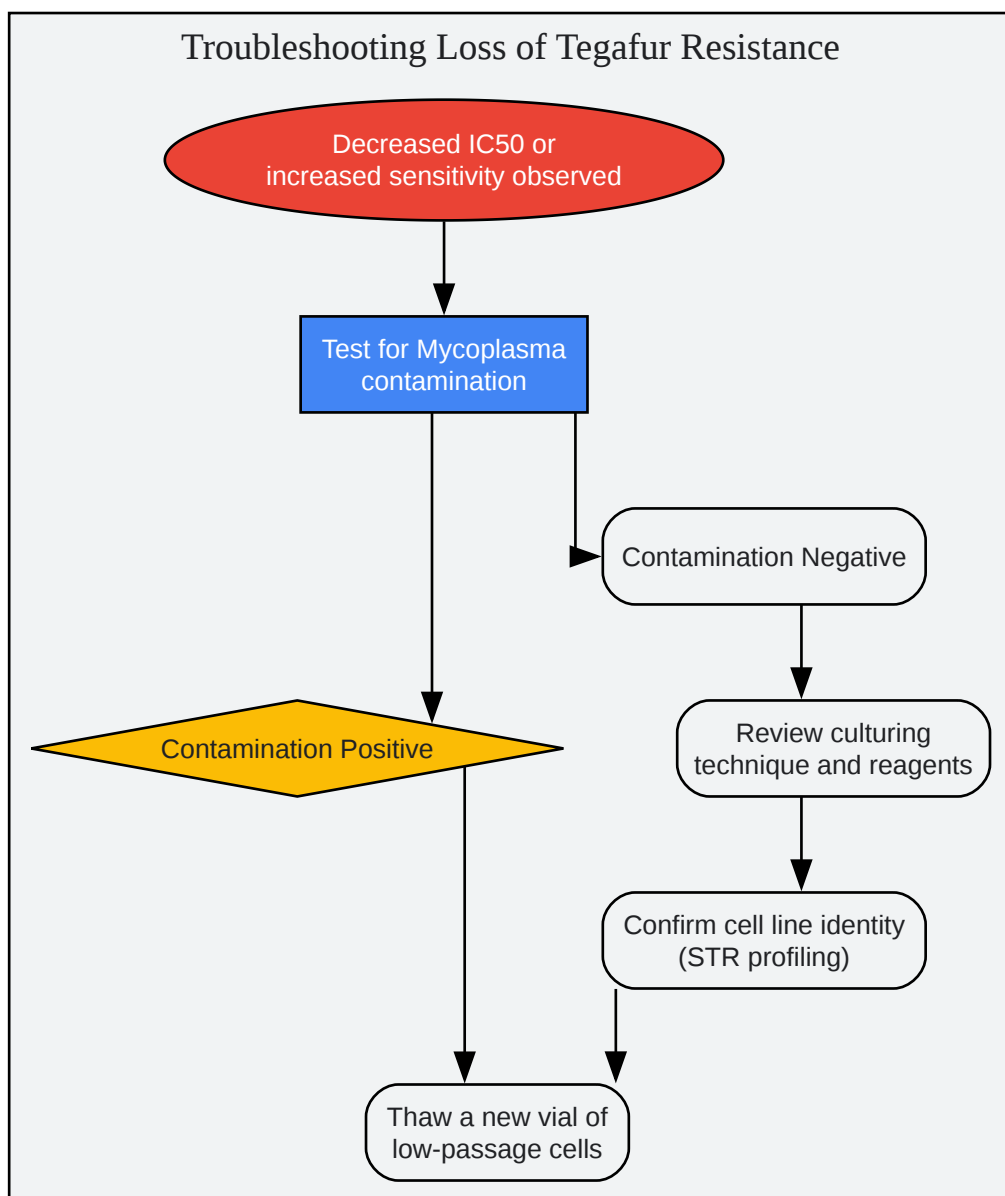 Troubleshooting Loss of Tegafur Resistance
Decreased IC50 or
increased sensitivity observed
Test for Mycoplasma
contamination
Contamination Negative
Contamination Positive
Review culturing
technique and reagents
Confirm cell line identity
(STR profiling)
Thaw a new vial of
low-passage cells